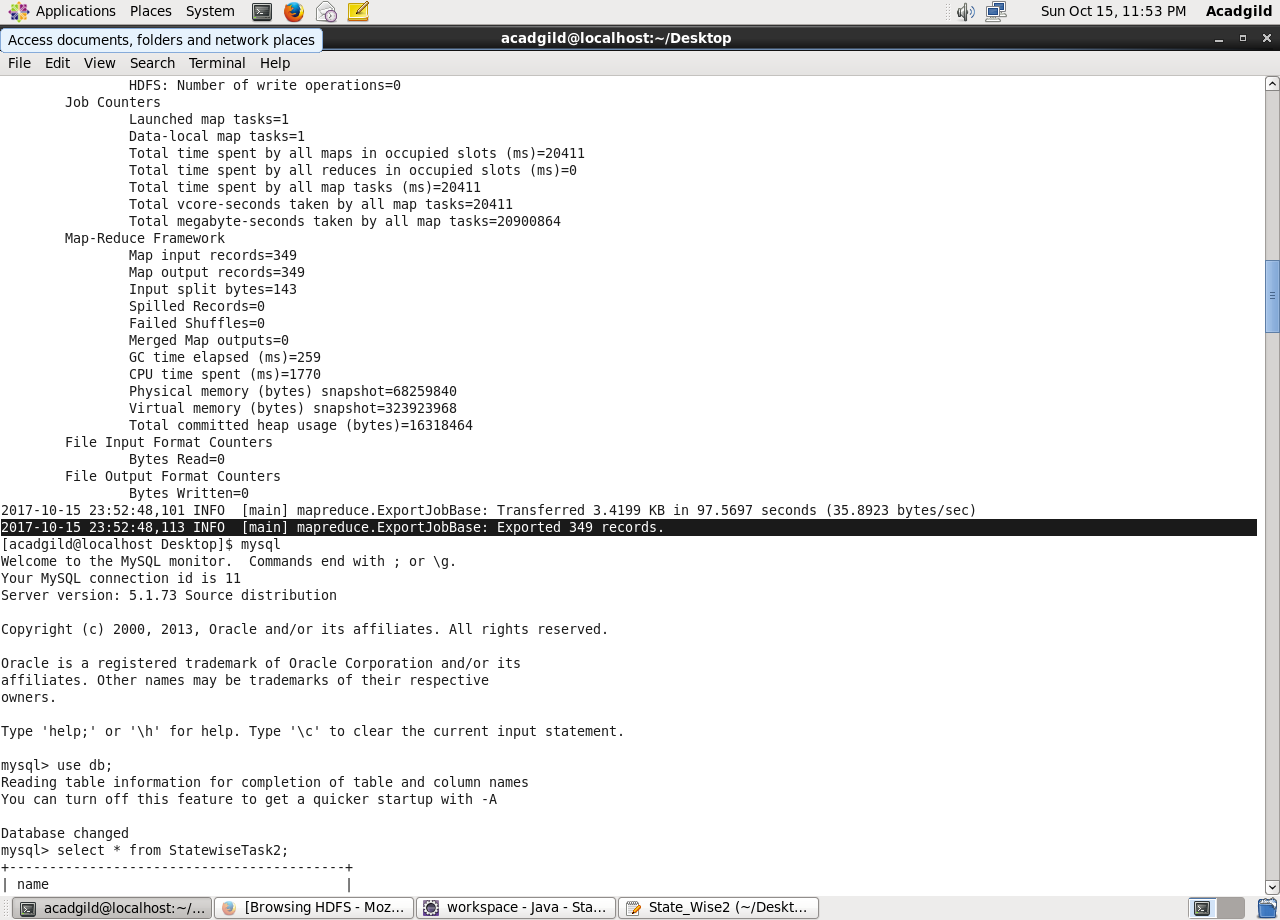 Applications Places System Sun Oct 15, 11:53 PM Acadgild
Access documents, folders and network places
acadgild@localhost:~/Desktop
File Edit View Search Terminal Help
HDFS: Number of write operations=0
Job Counters
Launched map tasks=1
Data-local map tasks=1
Total time spent by all maps in occupied slots (ms)=20411
Total time spent by all reduces in occupied slots (ms)=0
Total time spent by all map tasks (ms)=20411
Total vcore-seconds taken by all map tasks=20411
Total megabyte-seconds taken by all map tasks=20900864
Map-Reduce Framework
Map input records=349
Map output records=349
Input split bytes=143
Spilled Records=0
Failed Shuffles=0
Merged Map outputs=0
GC time elapsed (ms)=259
CPU time spent (ms)=1770
Physical memory (bytes) snapshot=68259840
Virtual memory (bytes) snapshot=323923968
Total committed heap usage (bytes)=16318464
File Input Format Counters
Bytes Read=0
File Output Format Counters
Bytes Written=0
2017-10-15 23:52:48,101 INFO  [main] mapreduce.ExportJobBase: Transferred 3.4199 KB in 97.5697 seconds (35.8923 bytes/sec)
2017-10-15 23:52:48,113 INFO  [main] mapreduce.ExportJobBase: Exported 349 records.
[acadgild@localhost Desktop]$ mysql
Welcome to the MySQL monitor.  Commands end with ; or \g.
Your MySQL connection id is 11
Server version: 5.1.73 Source distribution
Copyright (c) 2000, 2013, Oracle and/or its affiliates. All rights reserved.
Oracle is a registered trademark of Oracle Corporation and/or its
affiliates. Other names may be trademarks of their respective
owners.
Type 'help;' or '\h' for help. Type '\c' to clear the current input statement.
mysql> use db;
Reading table information for completion of table and column names
You can turn off this feature to get a quicker startup with -A
Database changed
mysql> select * from StatewiseTask2;
+------------------------------------------+
| name                                     |
acadgild@localhost:~/... [Browsing HDFS - Moz... workspace - Java - Sta... State_Wise2 (~/Deskt...